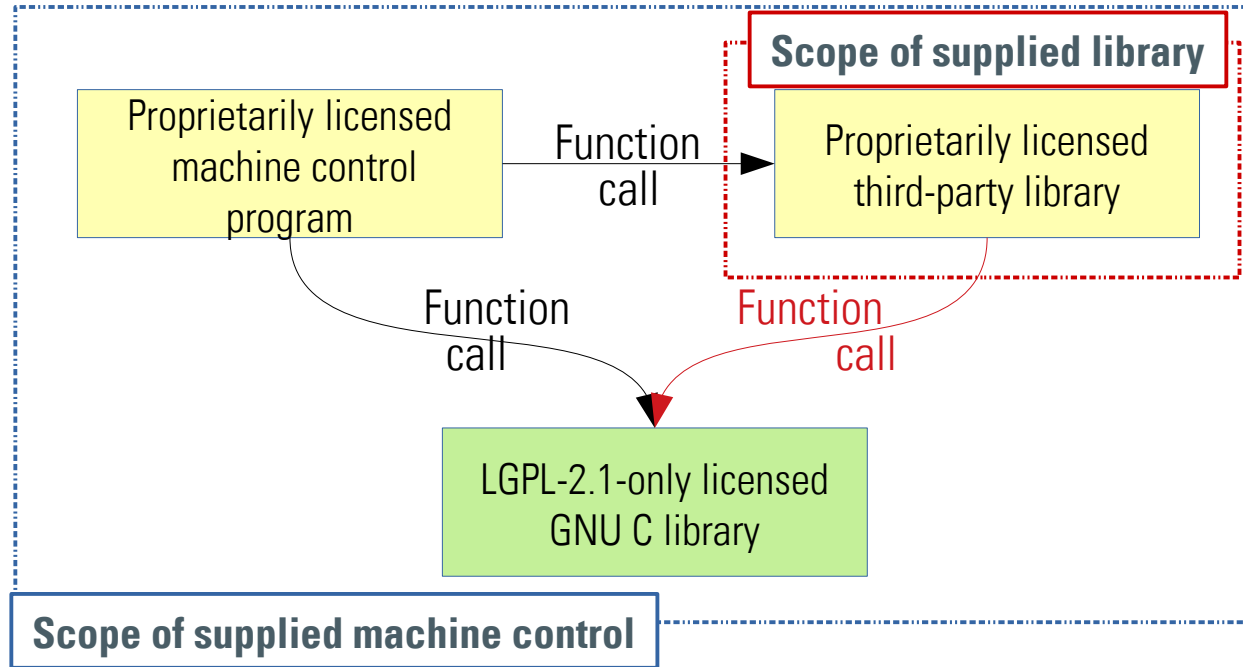 Scope of supplied library
Proprietarily licensed
machine control
program
Function
call
Proprietarily licensed
third-party library
Function
call
Function
call
LGPL-2.1-only licensed
GNU C library
Scope of supplied machine control